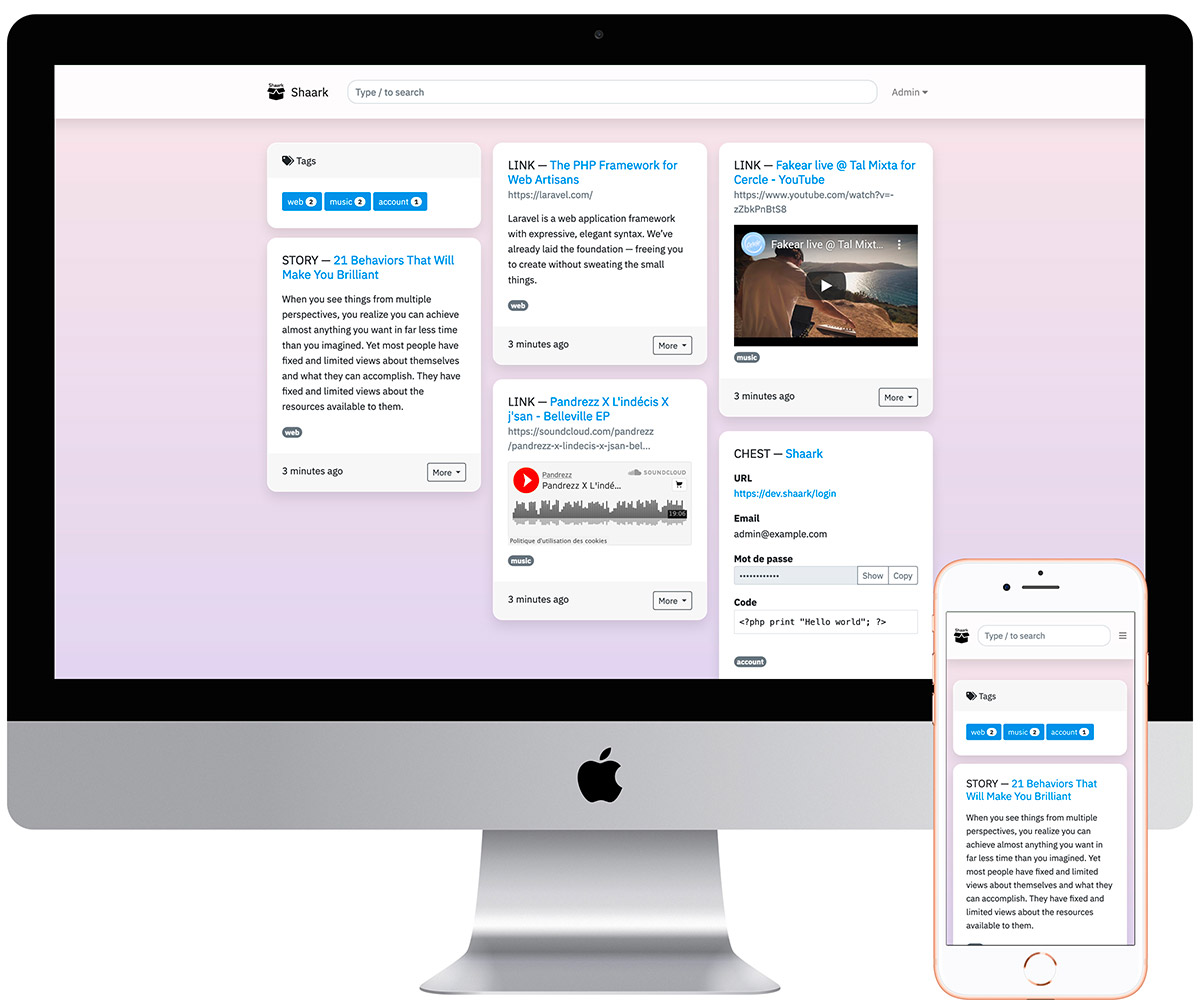 Shaark
Shaark
Type / to search
Admin
Tags
web 2
music 2
account 1
STORY — 21 Behaviors That Will
Make You Brilliant
When you see things from multiple
perspectives, you realize you can achieve
almost anything you want in far less time
than you imagined. Yet most people have
fixed and limited views about themselves
and what they can accomplish. They have
fixed and limited views about the
resources available to them.
web
3 minutes ago
More
LINK — The PHP Framework for
Web Artisans
https://laravel.com/
Laravel is a web application framework
with expressive, elegant syntax. We've
already laid the foundation — freeing you
to create without sweating the small
things.
web
3 minutes ago
More
LINK — Pandrezz X L'indécis X
j'san - Belleville EP
https://soundcloud.com/pandrezz
/pandrezz-x-lindecis-x-jsan-bel...
Pandrezz
SOUNDCLOUD
Pandrezz X L'indé...
19:06
Politique d'utilisation des cookies
music
3 minutes ago
More
LINK — Fakear live @ Tal Mixta for
Cercle - YouTube
https://www.youtube.com/watch?v=-
zZbkPnBtS8
Fakear live @ Tal Mixt...
music
3 minutes ago
More
CHEST — Shaark
URL
https://dev.shaark/login
Email
admin@example.com
Mot de passe
••••••••••••
Show
Copy
Code
<?php print "Hello world"; ?>
account
Shaark
Type / to search
Tags
web 2
music 2
account 1
STORY — 21 Behaviors That
Will Make You Brilliant
When you see things from multiple
perspectives, you realize you can
achieve almost anything you want in
far less time than you imagined. Yet
most people have fixed and limited
views about themselves and what they
can accomplish. They have fixed and
limited views about the resources
available to them.